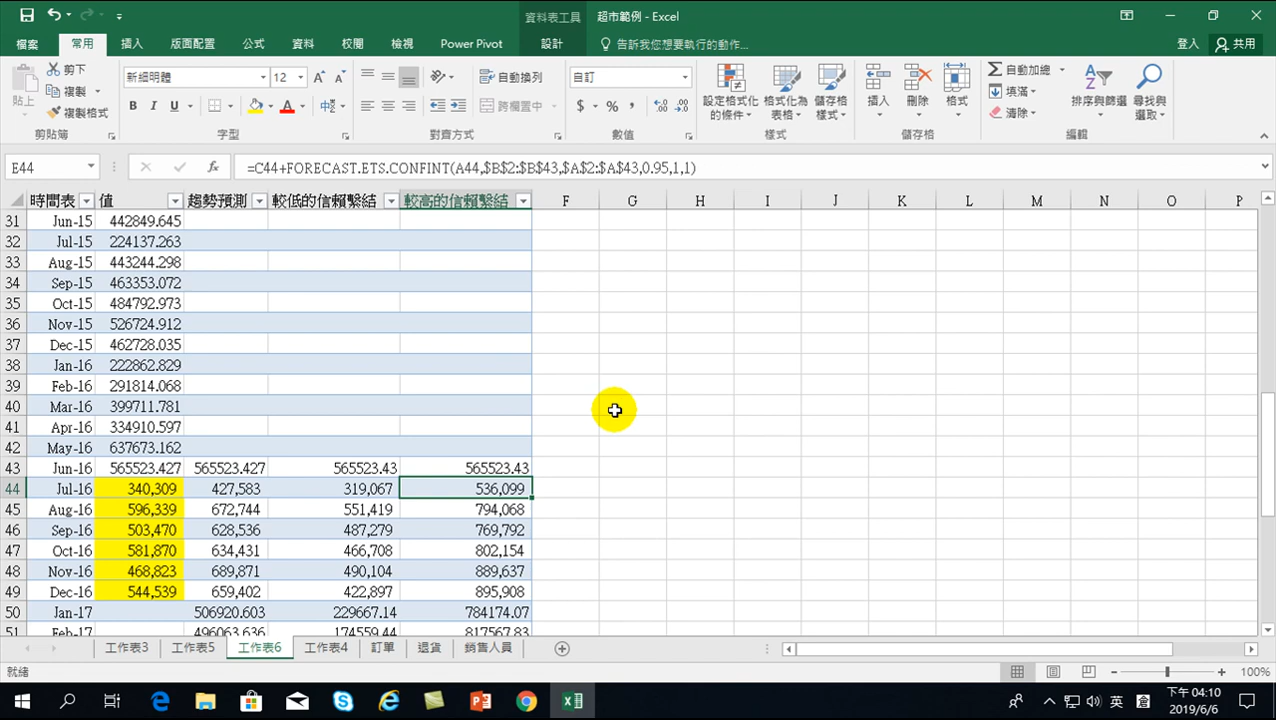 資料表工具
超市範例 - Excel
檔案 常用 插入 版面配置 公式 資料 校閱 檢視 Power Pivot 設計 告訴我您想要執行的動作... 登入 共用
貼上 剪下 複製 複製格式
新細明體 12
B I U A 中
自動換列
跨欄置中
自訂
$ %
設定格式化的條件 格式化為表格 儲存格樣式
插入 刪除 格式
自動加總 填滿 清除
排序與篩選 尋找與選取
剪貼簿 字型 對齊方式 數值 樣式 儲存格 編輯
E44 fx =C44+FORECAST.ETS.CONFINT(A44,$B$2:$B$43,$A$2:$A$43,0.95,1,1)
時間表 值 趨勢預測 較低的信賴繫結 較高的信賴繫結 F G H I J K L M N O P
31 Jun-15 442849.645
32 Jul-15 224137.263
33 Aug-15 443244.298
34 Sep-15 463353.072
35 Oct-15 484792.973
36 Nov-15 526724.912
37 Dec-15 462728.035
38 Jan-16 222862.829
39 Feb-16 291814.068
40 Mar-16 399711.781
41 Apr-16 334910.597
42 May-16 637673.162
43 Jun-16 565523.427 565523.427 565523.43 565523.43
44 Jul-16 340,309 427,583 319,067 536,099
45 Aug-16 596,339 672,744 551,419 794,068
46 Sep-16 503,470 628,536 487,279 769,792
47 Oct-16 581,870 634,431 466,708 802,154
48 Nov-16 468,823 689,871 490,104 889,637
49 Dec-16 544,539 659,402 422,897 895,908
50 Jan-17 506920.603 229667.14 784174.07
51 Feb-17 496063.636 174559.44 817567.83
工作表3 工作表5 工作表6 工作表4 訂單 退貨 銷售人員
就緒 100%
英 下午 04:10
2019/6/6